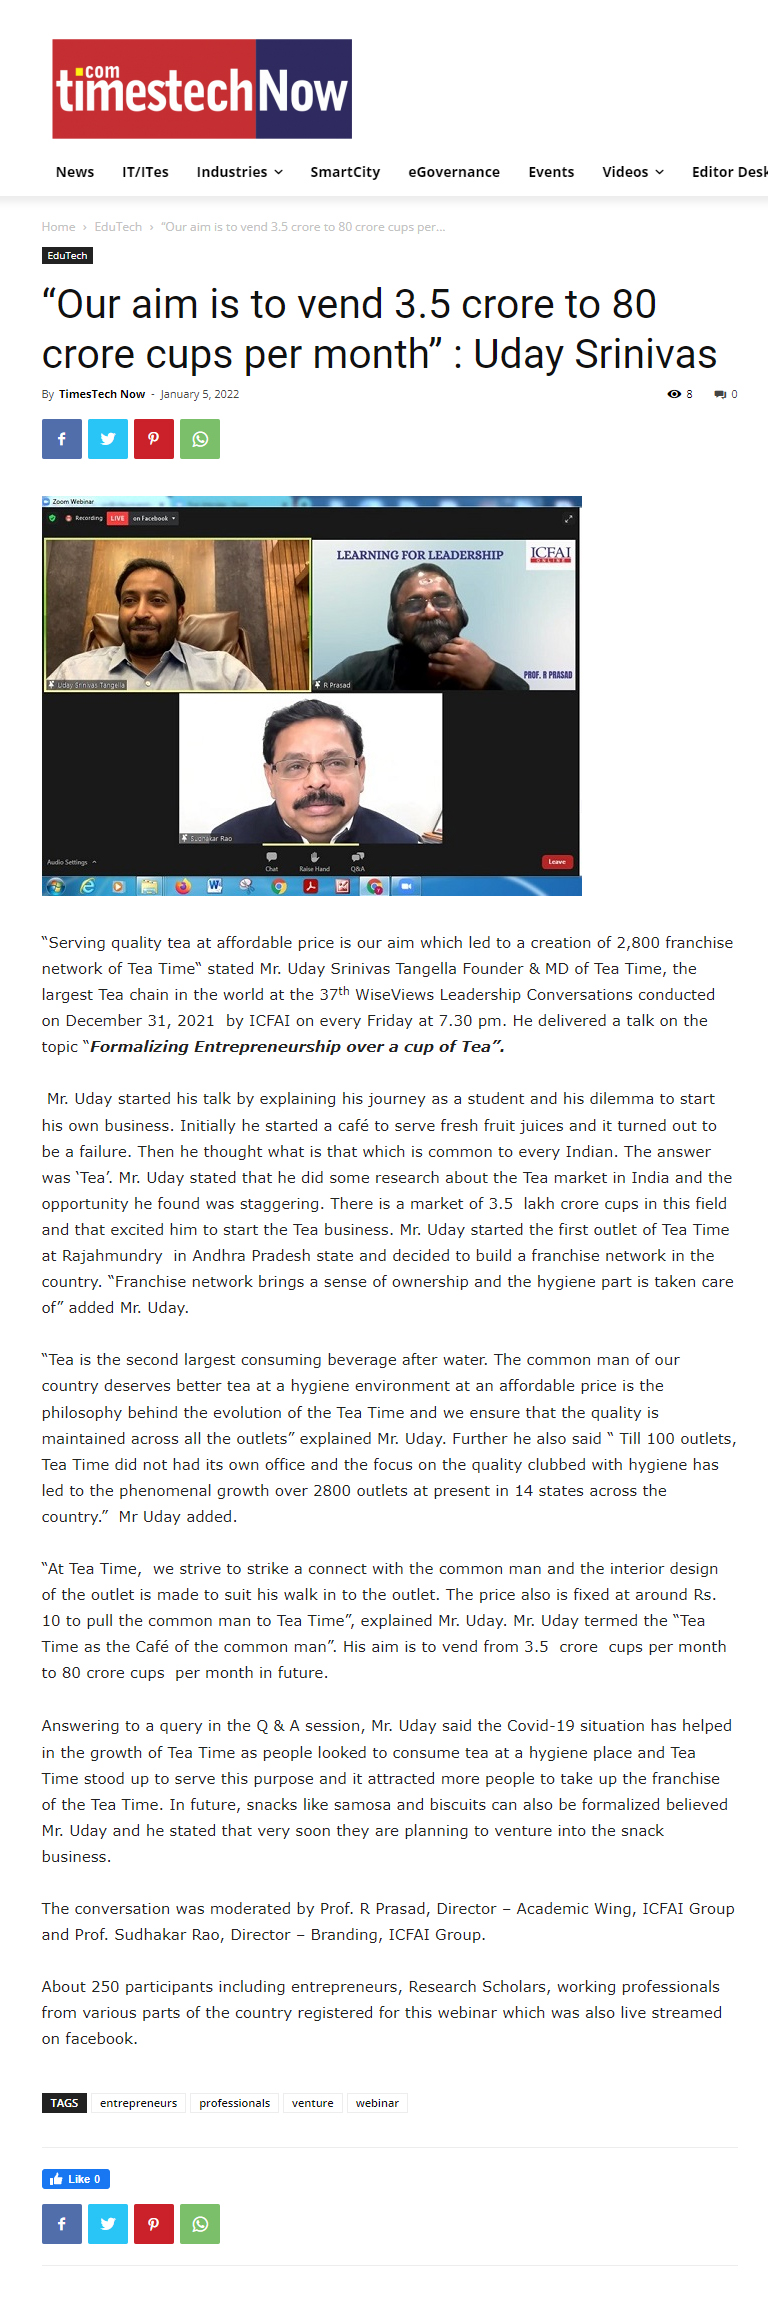 .com
timestechNow
News IT/ITes Industries SmartCity eGovernance Events Videos Editor Desk
Home › EduTech › “Our aim is to vend 3.5 crore to 80 crore cups per...
EduTech
“Our aim is to vend 3.5 crore to 80
crore cups per month” : Uday Srinivas
By TimesTech Now - January 5, 2022 8 0
Zoom Webinar
Recording LIVE on Facebook
LEARNING FOR LEADERSHIP
ICFAI
ONLINE
PROF. R PRASAD
Uday Srinivas Tangella
R Prasad
Sudhakar Rao
Audio Settings Chat Raise Hand Q&A Leave
“Serving quality tea at affordable price is our aim which led to a creation of 2,800 franchise
network of Tea Time“ stated Mr. Uday Srinivas Tangella Founder & MD of Tea Time, the
largest Tea chain in the world at the 37th WiseViews Leadership Conversations conducted
on December 31, 2021 by ICFAI on every Friday at 7.30 pm. He delivered a talk on the
topic “Formalizing Entrepreneurship over a cup of Tea”.
Mr. Uday started his talk by explaining his journey as a student and his dilemma to start
his own business. Initially he started a café to serve fresh fruit juices and it turned out to
be a failure. Then he thought what is that which is common to every Indian. The answer
was ‘Tea’. Mr. Uday stated that he did some research about the Tea market in India and the
opportunity he found was staggering. There is a market of 3.5 lakh crore cups in this field
and that excited him to start the Tea business. Mr. Uday started the first outlet of Tea Time
at Rajahmundry in Andhra Pradesh state and decided to build a franchise network in the
country. “Franchise network brings a sense of ownership and the hygiene part is taken care
of” added Mr. Uday.
“Tea is the second largest consuming beverage after water. The common man of our
country deserves better tea at a hygiene environment at an affordable price is the
philosophy behind the evolution of the Tea Time and we ensure that the quality is
maintained across all the outlets” explained Mr. Uday. Further he also said “ Till 100 outlets,
Tea Time did not had its own office and the focus on the quality clubbed with hygiene has
led to the phenomenal growth over 2800 outlets at present in 14 states across the
country.” Mr Uday added.
“At Tea Time, we strive to strike a connect with the common man and the interior design
of the outlet is made to suit his walk in to the outlet. The price also is fixed at around Rs.
10 to pull the common man to Tea Time”, explained Mr. Uday. Mr. Uday termed the “Tea
Time as the Café of the common man”. His aim is to vend from 3.5 crore cups per month
to 80 crore cups per month in future.
Answering to a query in the Q & A session, Mr. Uday said the Covid-19 situation has helped
in the growth of Tea Time as people looked to consume tea at a hygiene place and Tea
Time stood up to serve this purpose and it attracted more people to take up the franchise
of the Tea Time. In future, snacks like samosa and biscuits can also be formalized believed
Mr. Uday and he stated that very soon they are planning to venture into the snack
business.
The conversation was moderated by Prof. R Prasad, Director – Academic Wing, ICFAI Group
and Prof. Sudhakar Rao, Director – Branding, ICFAI Group.
About 250 participants including entrepreneurs, Research Scholars, working professionals
from various parts of the country registered for this webinar which was also live streamed
on facebook.
TAGS entrepreneurs professionals venture webinar
Like 0